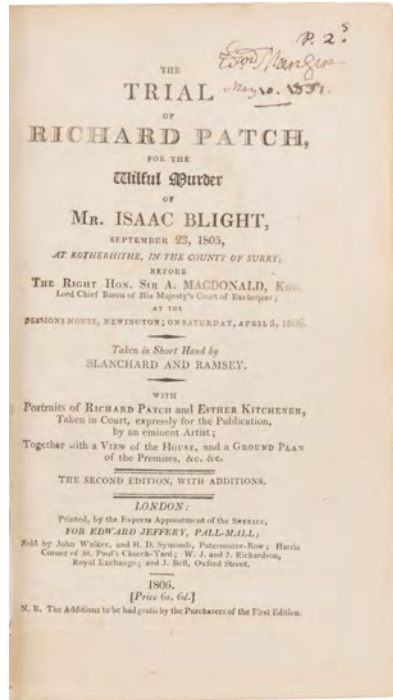 P. 2s
Edwd Mangin
May 10. 1831.
THE
TRIAL
OF
RICHARD PATCH,
FOR THE
Wilful Murder
OF
MR. ISAAC BLIGHT,
SEPTEMBER 23, 1805,
AT ROTHERHITHE, IN THE COUNTY OF SURRY;
BEFORE
THE RIGHT HON. SIR A. MACDONALD,
Lord Chief Baron of His Majesty's Court of Exchequer;
AT THE
SESSIONS HOUSE, NEWINGTON; ON SATURDAY, APRIL 5, 1806.
Taken in Short Hand by
BLANCHARD AND RAMSEY.
WITH
Portraits of RICHARD PATCH and ESTHER KITCHENER,
Taken in Court, expressly for the Publication,
by an eminent Artist;
Together with a VIEW of the HOUSE, and a GROUND PLAN
of the Premises, &c. &c.
THE SECOND EDITION, WITH ADDITIONS.
LONDON:
Printed, by the Express Appointment of the SHERIFF,
FOR EDWARD JEFFERY, PALL-MALL;
Sold by John Walker, and H. D. Symonds, Paternoster-Row; Harris
Corner of St. Paul's Church-Yard; W. J. and J. Richardson,
Royal Exchange; and J. Bell, Oxford Street.
1806.
[Price 6s. 6d.]
N. B. The Additions to be had gratis by the Purchasers of the First Edition.